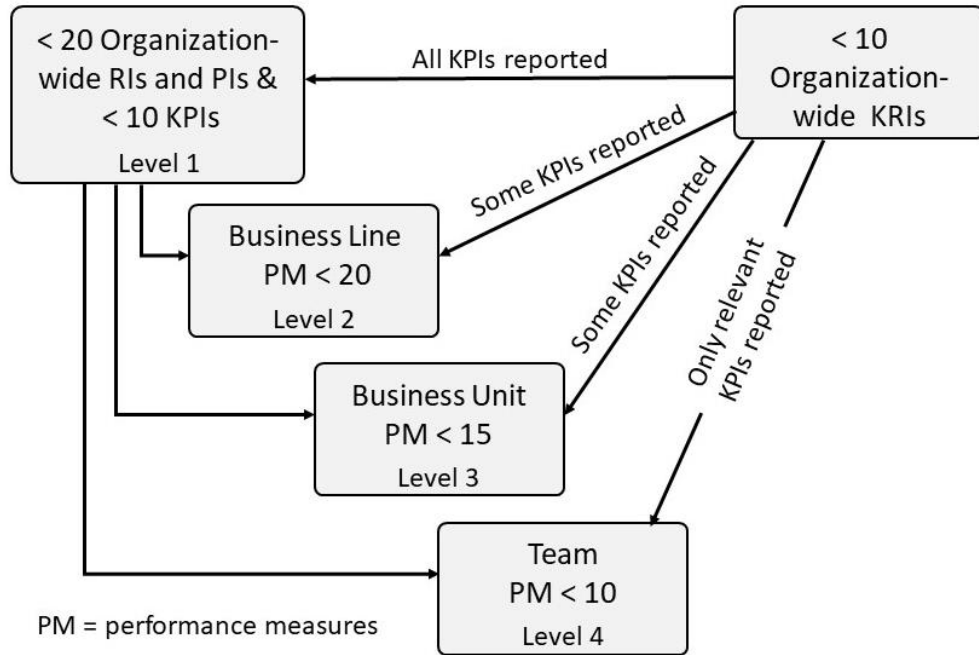 < 20 Organization-
wide RIs and PIs &
< 10 KPIs
Level 1
All KPIs reported
< 10
Organization-
wide KRIs
Some KPIs reported
Business Line
PM < 20
Level 2
Some KPIs reported
Only relevant
KPIs reported
Business Unit
PM < 15
Level 3
Team
PM < 10
Level 4
PM = performance measures